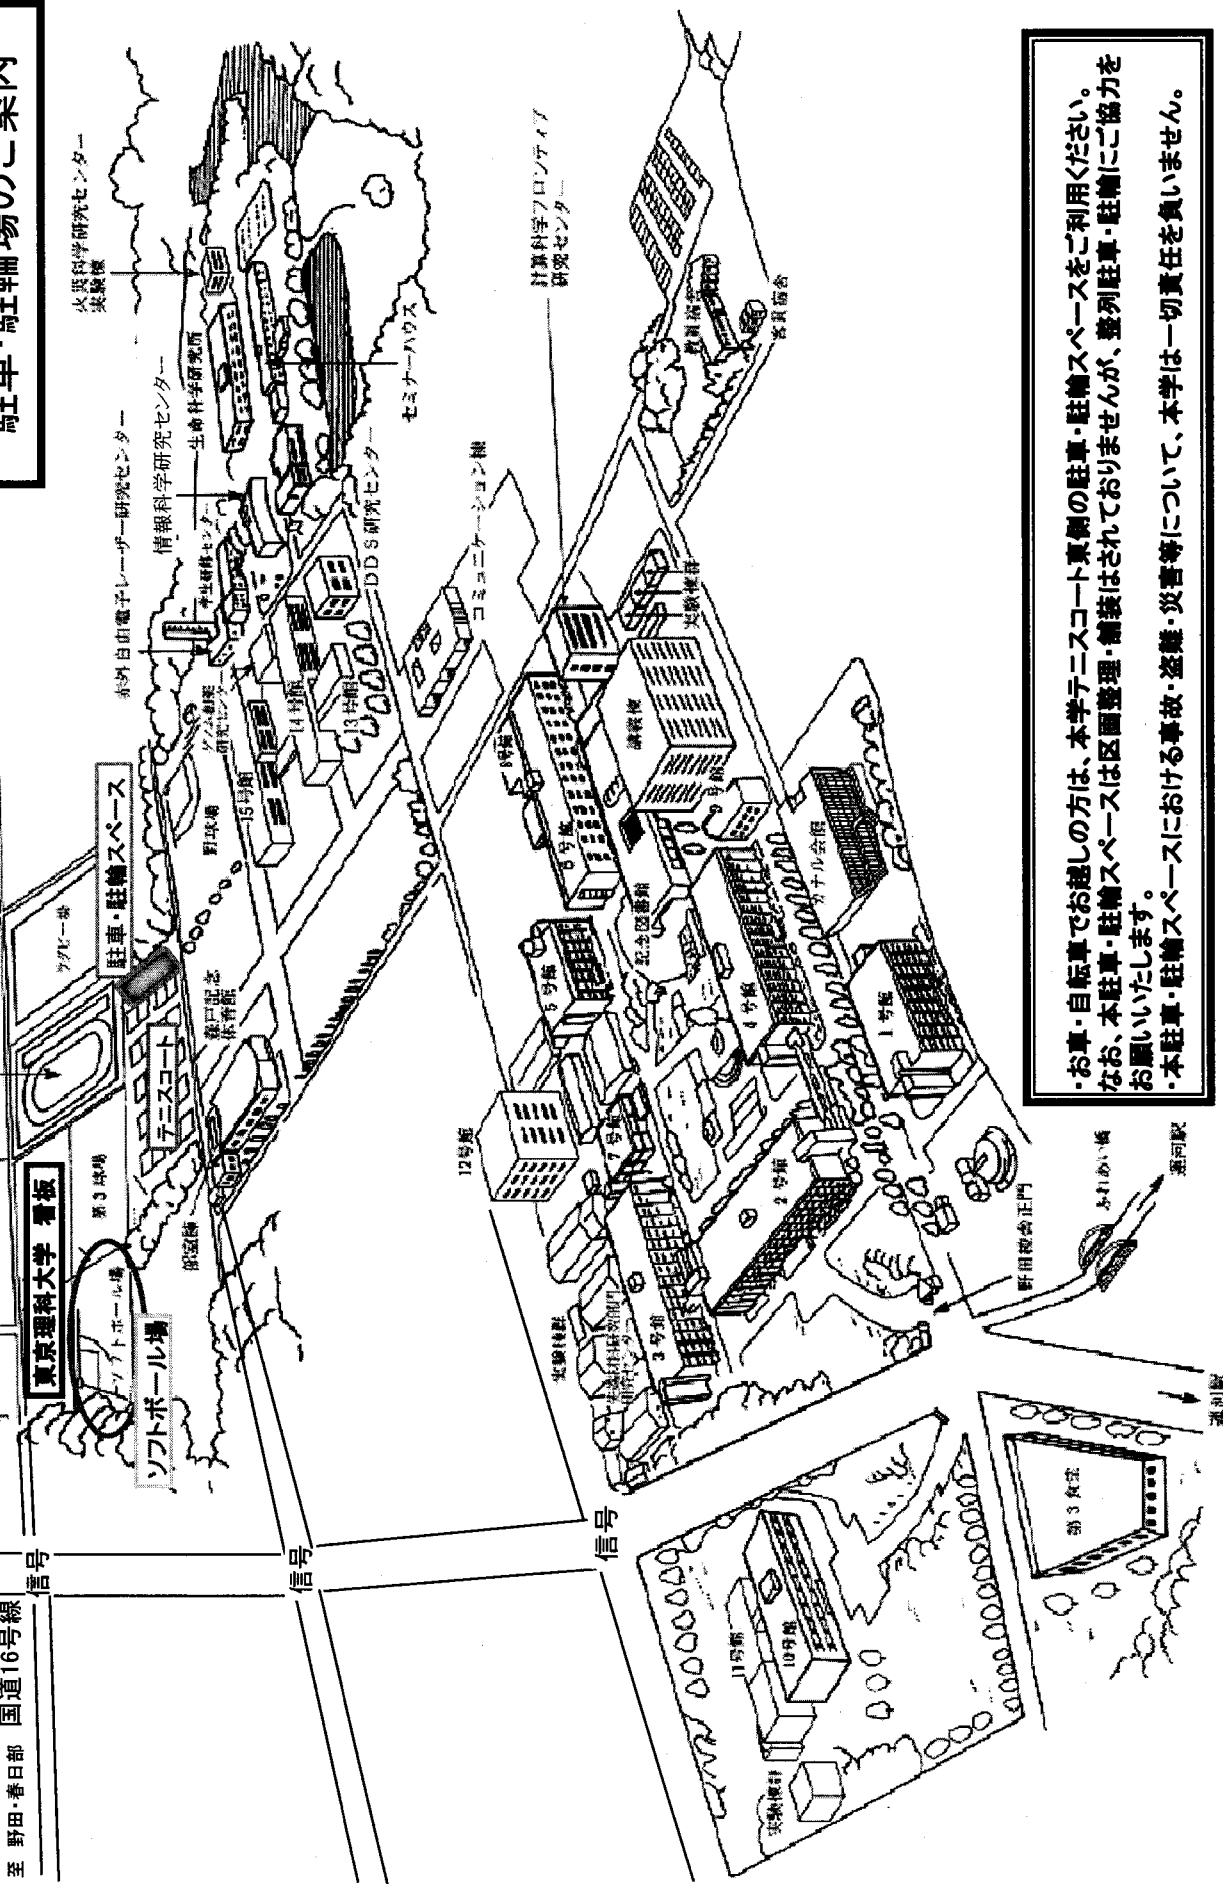 駐車・駐輪場のご案内
至 野田・春日部 国道16号線
信号
信号
信号
東京理科大学 看板
ソフトボール場
ソフトボール場
第3球場
ラグビー場
駐車・駐輪スペース
テニスコート
部室棟
森戸記念
体育館
野球場
15号館
14号館
13号館
ゲノム創薬
研究センター
赤外自由電子レーザー研究センター
情報科学研究センター
生命科学研究所
火災科学研究センター
実験棟
セミナーハウス
DDS研究センター
コミュニケーション棟
計算科学フロンティア
研究センター
教員宿舎
客員宿舎
実験棟群
講義棟
8号館
6号館
9号館
記念図書館
カナル会館
5号館
4号館
1号館
12号館
7号館
2号館
3号館
実験棟群
野田校舎正門
ふれあい橋
運河駅
運河駅
第3食堂
11号館
10号館
実験棟群
・お車・自転車でお越しの方は、本学テニスコート東側の駐車・駐輪スペースをご利用ください。
なお、本駐車・駐輪スペースは区画整理・舗装はされておりませんが、整列駐車・駐輪にご協力を
お願いいたします。
・本駐車・駐輪スペースにおける事故・盗難・災害等について、本学は一切責任を負いません。